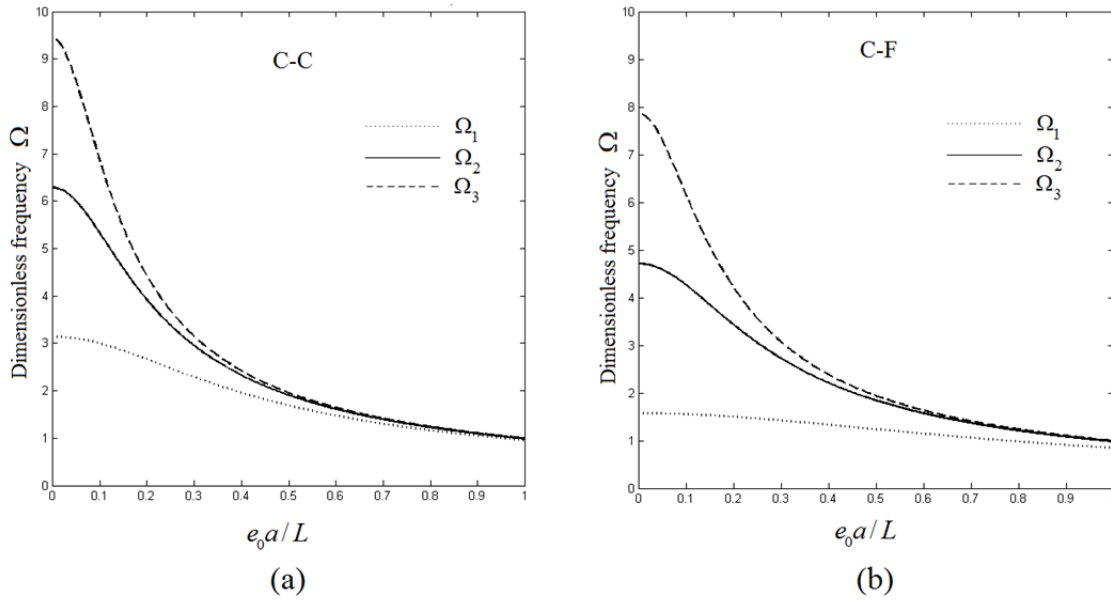 C-C
Dimensionless frequency Ω
10
9
8
7
6
5
4
3
2
1
0
Ω1
Ω2
Ω3
0 0.1 0.2 0.3 0.4 0.5 0.6 0.7 0.8 0.9 1
e0a/L
(a)
C-F
Dimensionless frequency Ω
10
9
8
7
6
5
4
3
2
1
0
Ω1
Ω2
Ω3
0 0.1 0.2 0.3 0.4 0.5 0.6 0.7 0.8 0.9
e0a/L
(b)